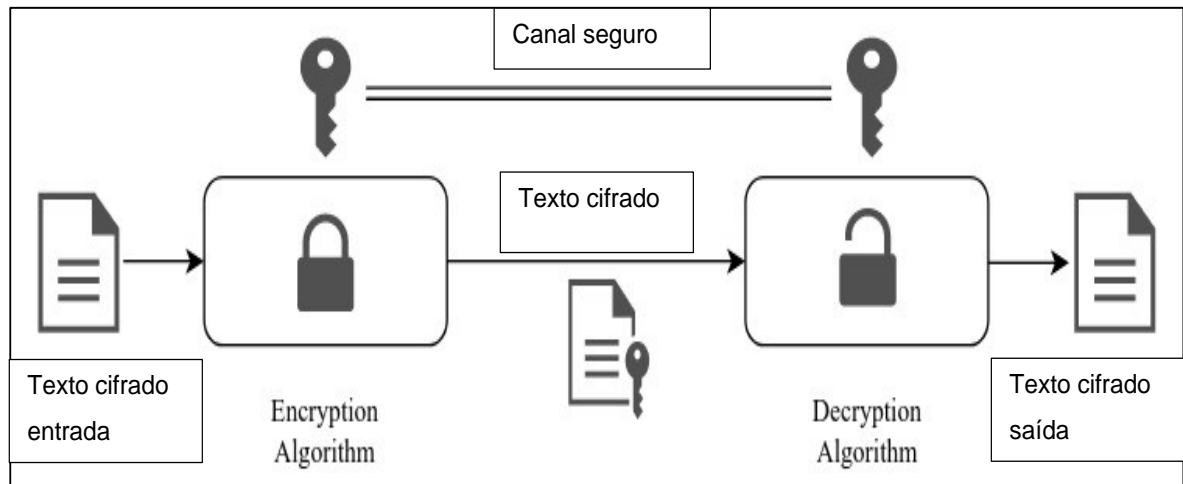 Canal seguro
Texto cifrado
Texto cifrado
entrada
Encryption
Algorithm
Decryption
Algorithm
Texto cifrado
saída